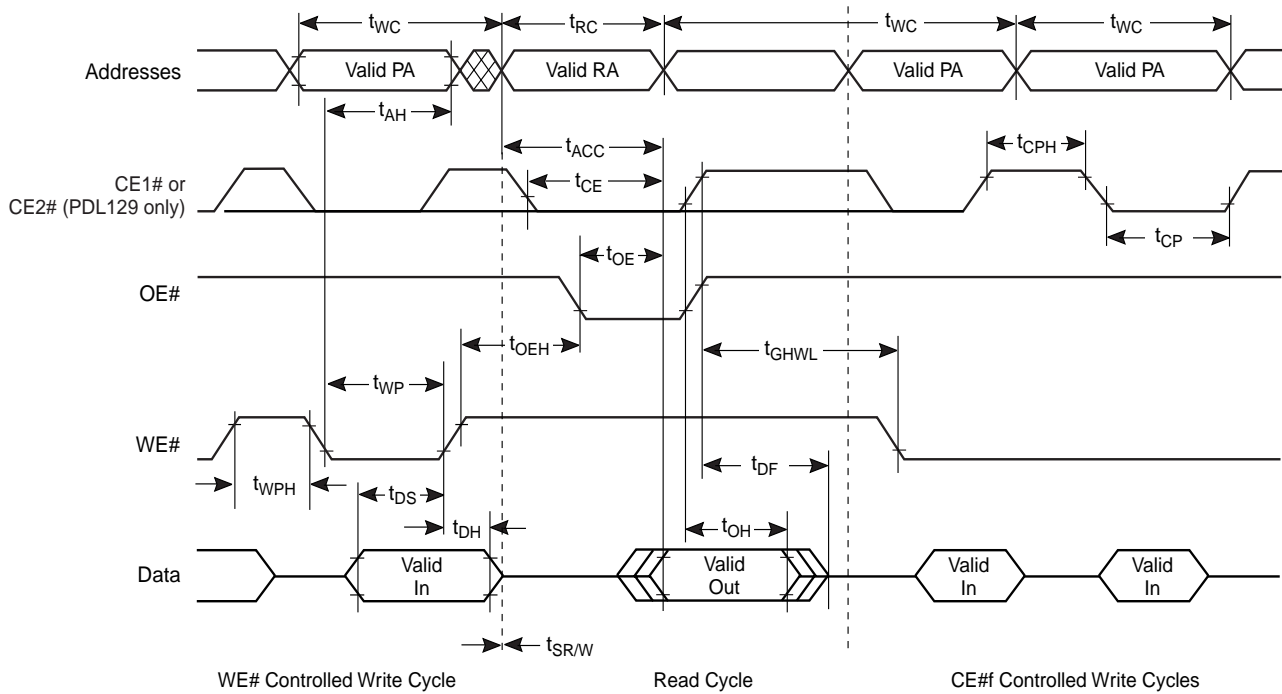 tWC tRC tWC tWC
Addresses Valid PA Valid RA Valid PA Valid PA
tAH
tACC tCPH
CE1# or
CE2# (PDL129 only)
tCE
tCP
tOE
OE#
tOEH tGHWL
tWP
WE#
tWPH tDS tDF
tDH tOH
Data
Valid
In
Valid
Out
Valid
In
Valid
In
tSR/W
WE# Controlled Write Cycle Read Cycle CE#f Controlled Write Cycles